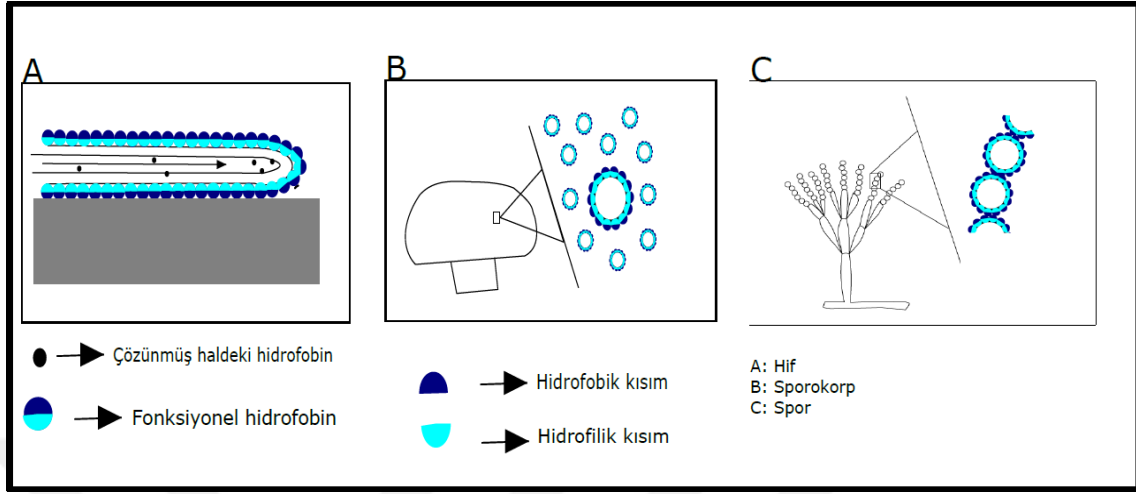 A
B
C
Çözünmüş haldeki hidrofobin
Fonksiyonel hidrofobin
Hidrofobik kısım
Hidrofilik kısım
A: Hif
B: Sporokorp
C: Spor